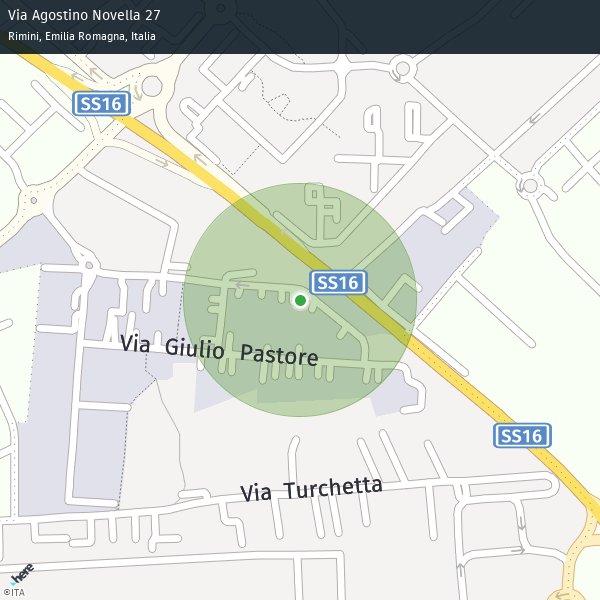 Via Agostino Novella 27
Rimini, Emilia Romagna, Italia
SS16
SS16
Via Giulio Pastore
SS16
Via Turchetta
here
©ITA